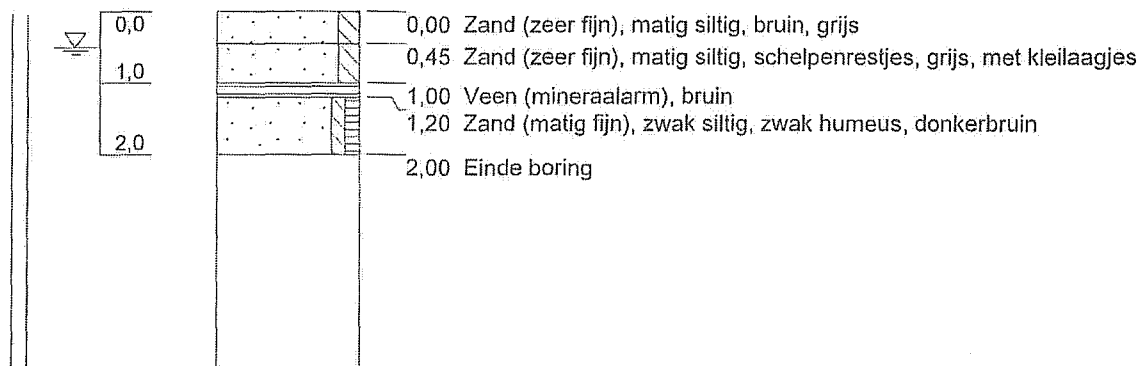 0,0
1,0
2,0
0,00 Zand (zeer fijn), matig siltig, bruin, grijs
0,45 Zand (zeer fijn), matig siltig, schelpenrestjes, grijs, met kleilaagjes
1,00 Veen (mineraalarm), bruin
1,20 Zand (matig fijn), zwak siltig, zwak humeus, donkerbruin
2,00 Einde boring